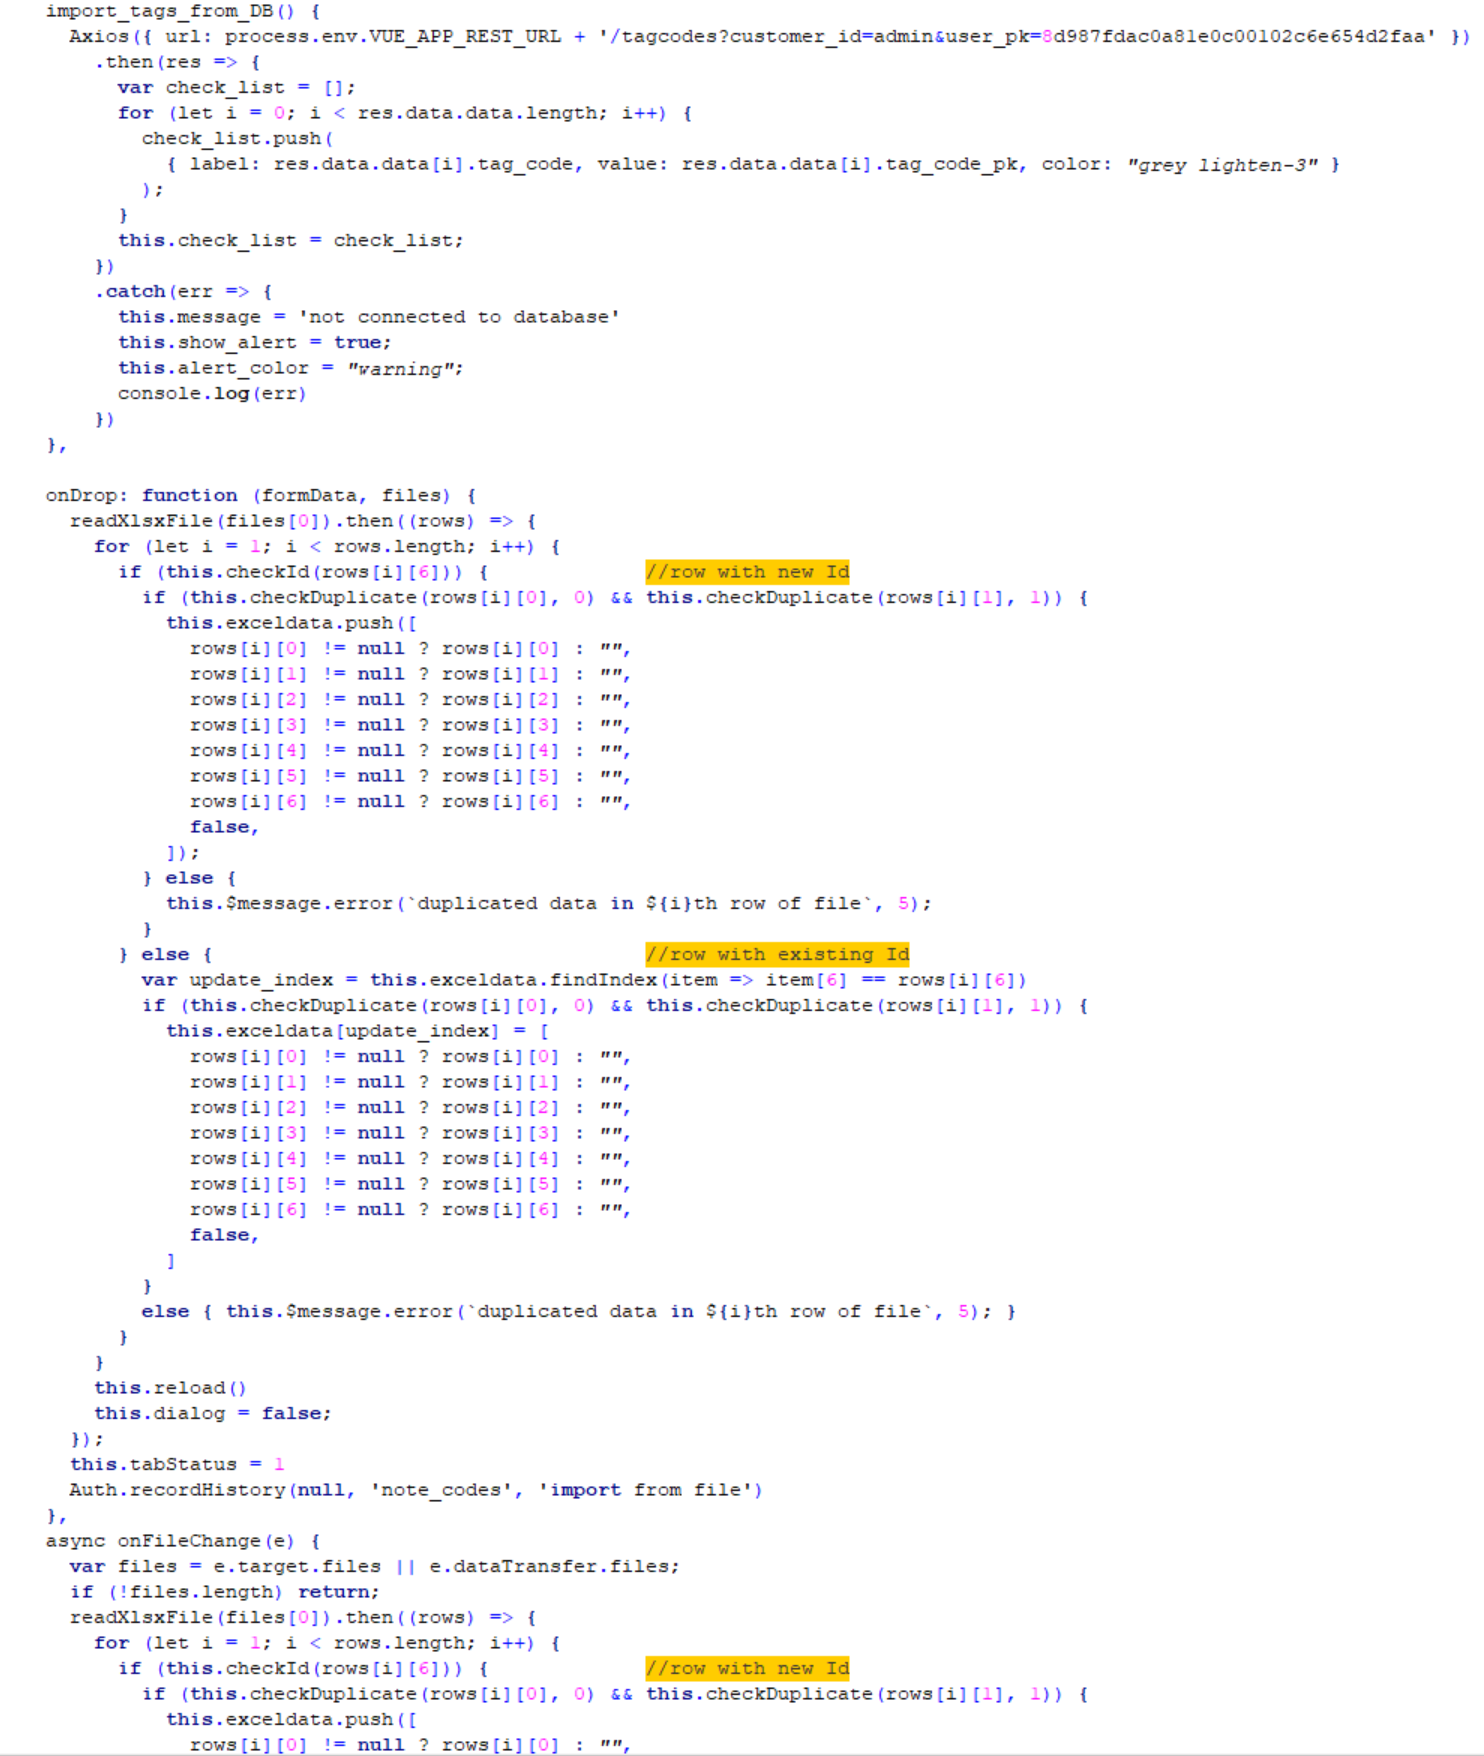 import_tags_from_DB() {
Axios({ url: process.env.VUE_APP_REST_URL + '/tagcodes?customer_id=admin&user_pk=8d987fdac0a81e0c00102c6e654d2faa' })
.then(res => {
var check_list = [];
for (let i = 0; i < res.data.data.length; i++) {
check_list.push(
{ label: res.data.data[i].tag_code, value: res.data.data[i].tag_code_pk, color: "grey lighten-3" }
);
}
this.check_list = check_list;
})
.catch(err => {
this.message = 'not connected to database'
this.show_alert = true;
this.alert_color = "warning";
console.log(err)
})
},
onDrop: function (formData, files) {
readXlsxFile(files[0]).then((rows) => {
for (let i = 1; i < rows.length; i++) {
if (this.checkId(rows[i][6])) { //row with new Id
if (this.checkDuplicate(rows[i][0], 0) && this.checkDuplicate(rows[i][1], 1)) {
this.exceldata.push([
rows[i][0] != null ? rows[i][0] : "",
rows[i][1] != null ? rows[i][1] : "",
rows[i][2] != null ? rows[i][2] : "",
rows[i][3] != null ? rows[i][3] : "",
rows[i][4] != null ? rows[i][4] : "",
rows[i][5] != null ? rows[i][5] : "",
rows[i][6] != null ? rows[i][6] : "",
false,
]);
} else {
this.$message.error(`duplicated data in ${i}th row of file`, 5);
}
} else { //row with existing Id
var update_index = this.exceldata.findIndex(item => item[6] == rows[i][6])
if (this.checkDuplicate(rows[i][0], 0) && this.checkDuplicate(rows[i][1], 1)) {
this.exceldata[update_index] = [
rows[i][0] != null ? rows[i][0] : "",
rows[i][1] != null ? rows[i][1] : "",
rows[i][2] != null ? rows[i][2] : "",
rows[i][3] != null ? rows[i][3] : "",
rows[i][4] != null ? rows[i][4] : "",
rows[i][5] != null ? rows[i][5] : "",
rows[i][6] != null ? rows[i][6] : "",
false,
]
}
else { this.$message.error(`duplicated data in ${i}th row of file`, 5); }
}
}
this.reload()
this.dialog = false;
});
this.tabStatus = 1
Auth.recordHistory(null, 'note_codes', 'import from file')
},
async onFileChange(e) {
var files = e.target.files || e.dataTransfer.files;
if (!files.length) return;
readXlsxFile(files[0]).then((rows) => {
for (let i = 1; i < rows.length; i++) {
if (this.checkId(rows[i][6])) { //row with new Id
if (this.checkDuplicate(rows[i][0], 0) && this.checkDuplicate(rows[i][1], 1)) {
this.exceldata.push([
rows[i][0] != null ? rows[i][0] : "",